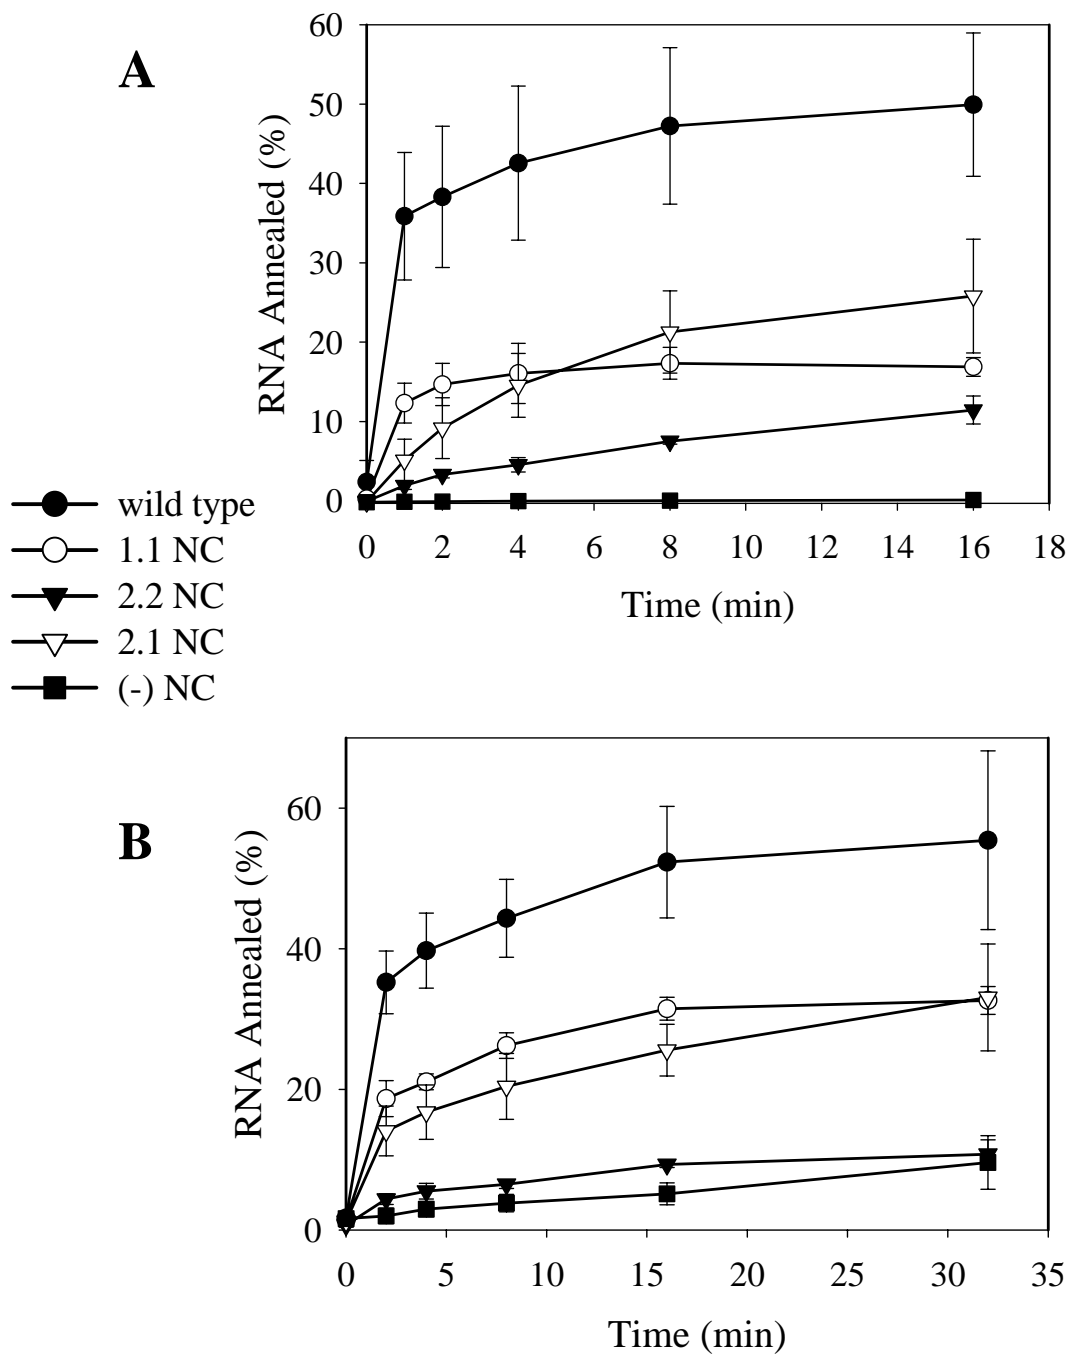 A
RNA Annealed (%)
60
50
40
30
20
10
0
0 2 4 6 8 10 12 14 16 18
Time (min)
wild type
1.1 NC
2.2 NC
2.1 NC
(-) NC
B
RNA Annealed (%)
60
40
20
0
0 5 10 15 20 25 30 35
Time (min)